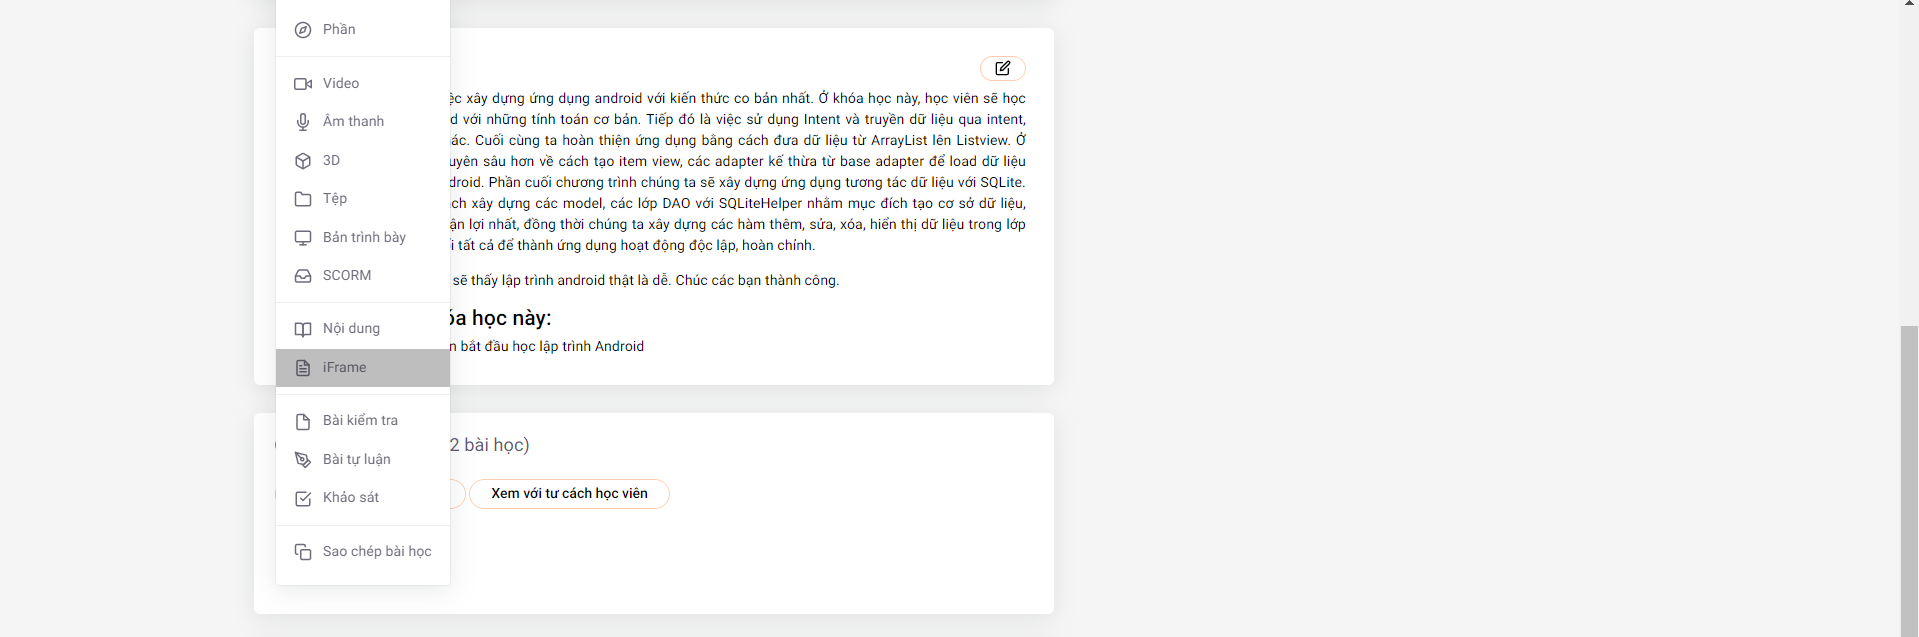 Phần
Video
Âm thanh
3D
Tệp
Bản trình bày
SCORM
Nội dung
iFrame
Bài kiểm tra
Bài tự luận
Khảo sát
Sao chép bài học
xây dựng ứng dụng android với kiến thức cơ bản nhất. Ở khóa học này, học viên sẽ học
với những tính toán cơ bản. Tiếp đó là việc sử dụng Intent và truyền dữ liệu qua intent,
Cuối cùng ta hoàn thiện ứng dụng bằng cách đưa dữ liệu từ ArrayList lên Listview. Ở
sâu hơn về cách tạo item view, các adapter kế thừa từ base adapter để load dữ liệu
Phần cuối chương trình chúng ta sẽ xây dựng ứng dụng tương tác dữ liệu với SQLite.
xây dựng các model, các lớp DAO với SQLiteHelper nhằm mục đích tạo cơ sở dữ liệu,
lợi nhất, đồng thời chúng ta xây dựng các hàm thêm, sửa, xóa, hiển thị dữ liệu trong lớp
tất cả để thành ứng dụng hoạt động độc lập, hoàn chỉnh.
sẽ thấy lập trình android thật là dễ. Chúc các bạn thành công.
học này:
bắt đầu học lập trình Android
2 bài học)
Xem với tư cách học viên